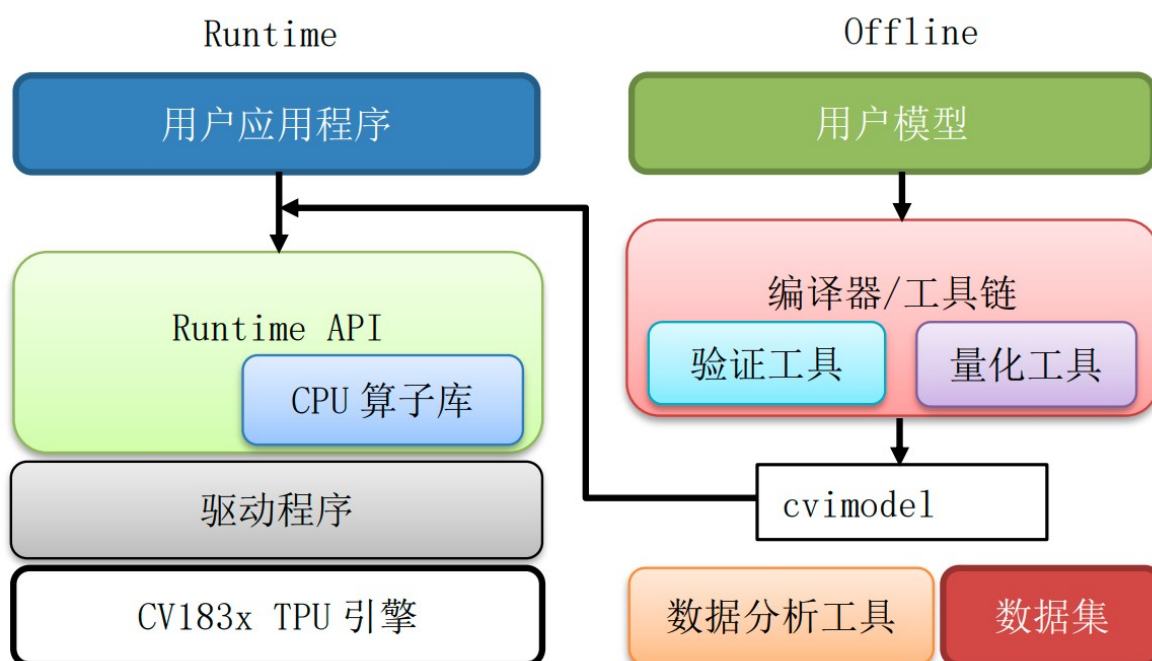 Runtime
用户应用程序
Runtime API
CPU 算子库
驱动程序
CV183x TPU 引擎
Offline
用户模型
编译器/工具链
验证工具
量化工具
cvimodel
数据分析工具
数据集